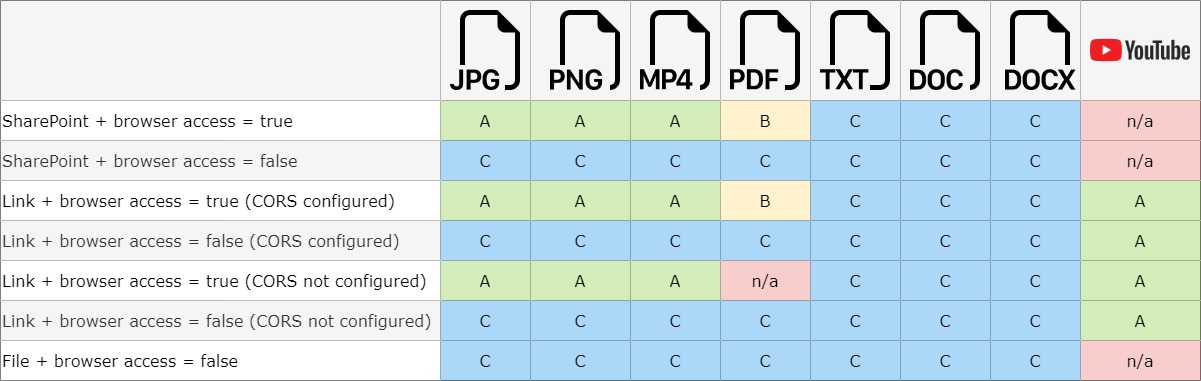 JPG PNG MP4 PDF TXT DOC DOCX YouTube
SharePoint + browser access = true A A A B C C C n/a
SharePoint + browser access = false C C C C C C C n/a
Link + browser access = true (CORS configured) A A A B C C C A
Link + browser access = false (CORS configured) C C C C C C C A
Link + browser access = true (CORS not configured) A A A n/a C C C A
Link + browser access = false (CORS not configured) C C C C C C C A
File + browser access = false C C C C C C C n/a